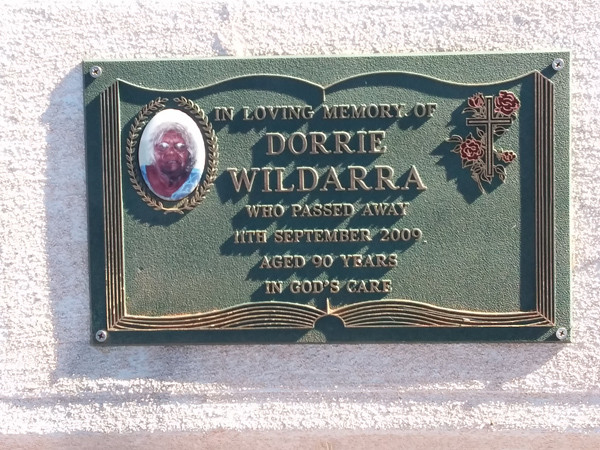 IN LOVING MEMORY OF
DORRIE
WILDARRA
WHO PASSED AWAY
11TH SEPTEMBER 2009
AGED 90 YEARS
IN GOD'S CARE